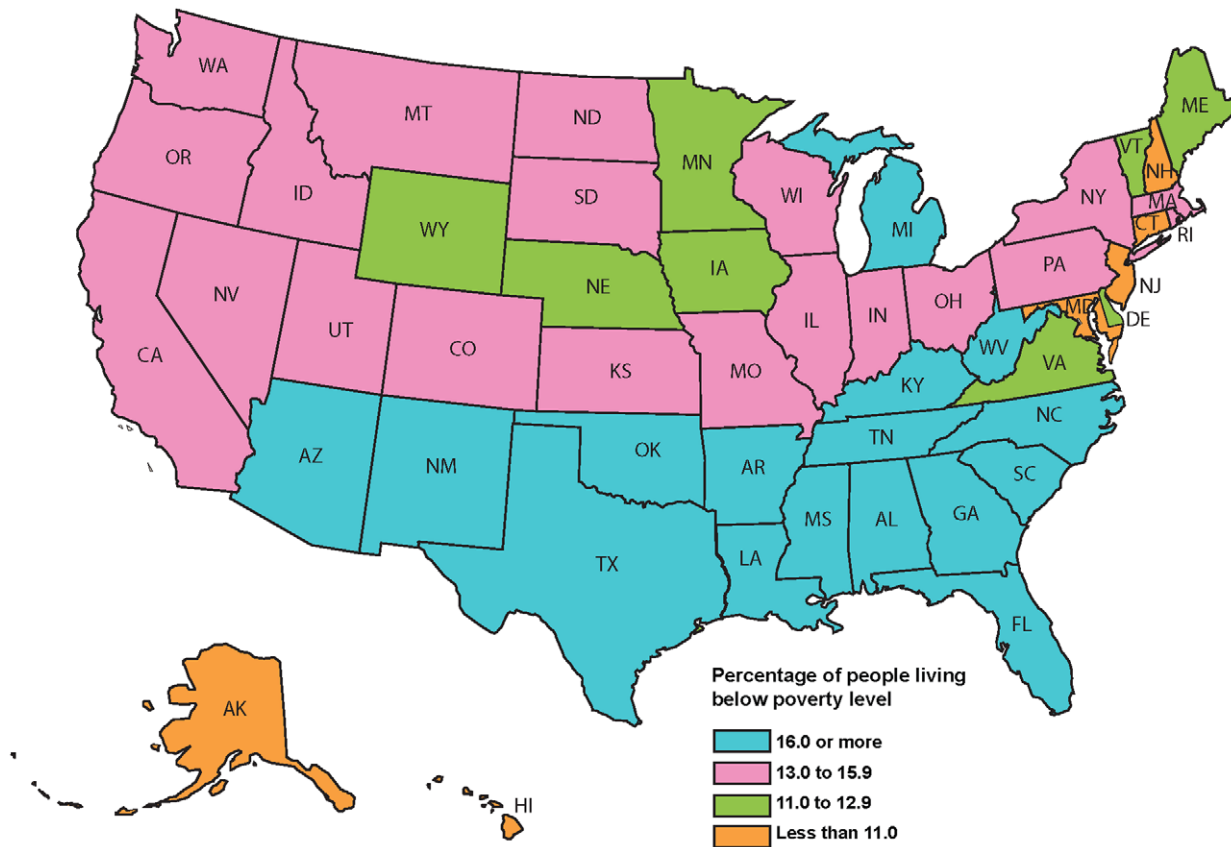 WA
MT
ND
MN
ME
VT
NH
OR
ID
SD
WI
NY
MA
MI
CT
RI
WY
IA
PA
NE
NJ
NV
UT
OH
MD
DE
IL
IN
CA
CO
WV
VA
KS
MO
KY
NC
AZ
NM
OK
TN
AR
SC
MS
AL
GA
TX
LA
FL
AK
HI
Percentage of people living
below poverty level
16.0 or more
13.0 to 15.9
11.0 to 12.9
Less than 11.0